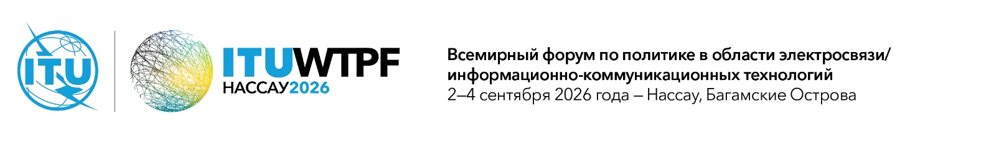 ITU
ITUWTPF
НАССАУ2026
Всемирный форум по политике в области электросвязи/
информационно-коммуникационных технологий
2—4 сентября 2026 года — Нассау, Багамские Острова